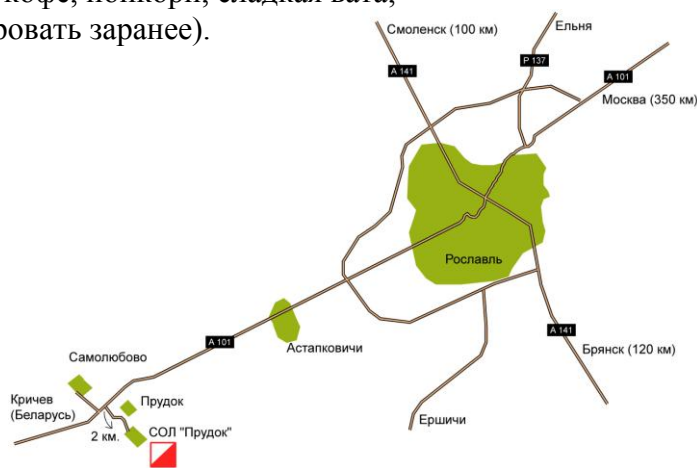 кофе, попкорн, сладкая вата,
ровать заранее).
Смоленск (100 км)
Ельня
А 141
Р 137
А 101
Москва (350 км)
Рославль
А 101
Астапковичи
А 141
Брянск (120 км)
Самолюбово
Кричев
(Беларусь)
Прудок
2 км.
СОЛ "Прудок"
Ершичи